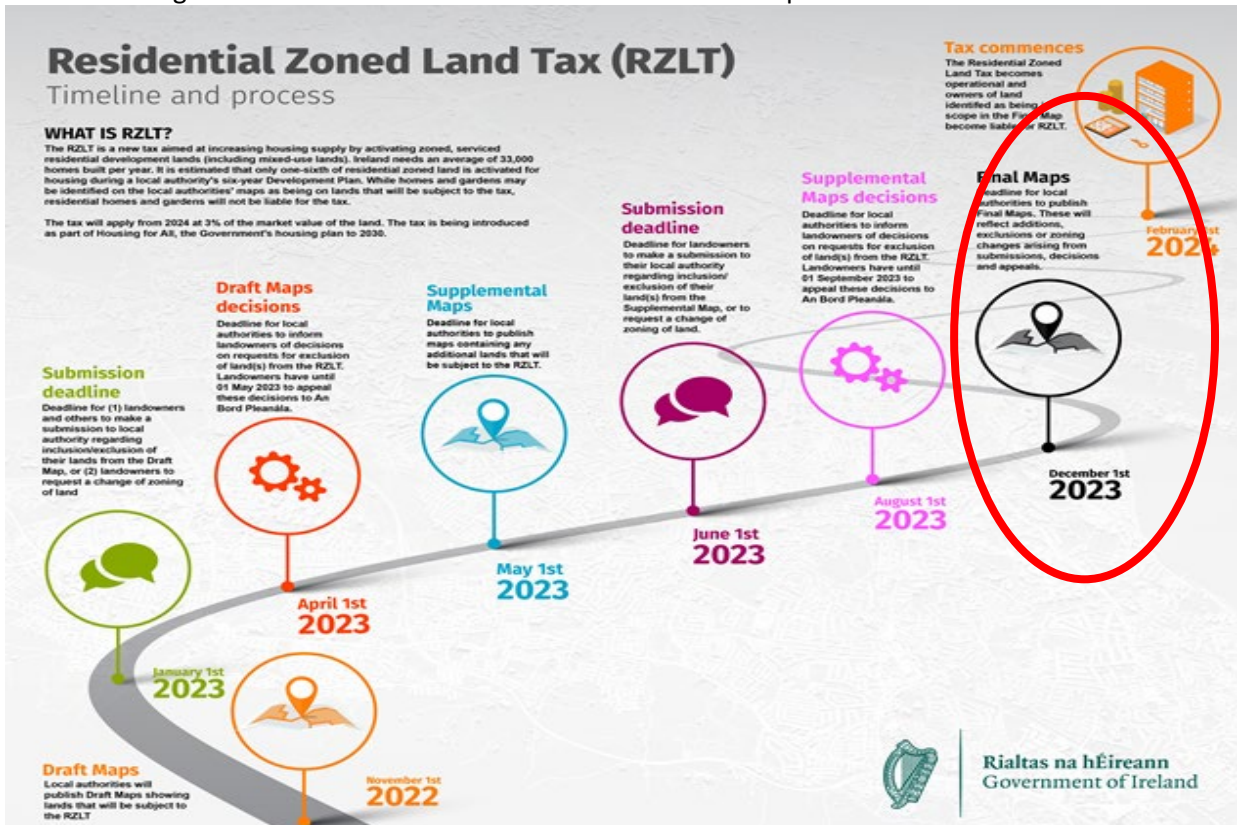 Residential Zoned Land Tax (RZLT)
Timeline and process
WHAT IS RZLT?
The RZLT is a new tax aimed at increasing housing supply by activating zoned, serviced
residential development lands (including mixed-use lands). Ireland needs an average of 33,000
homes built per year. It is estimated that only one-sixth of residential zoned land is activated for
housing during a local authority's six-year Development Plan. While homes and gardens may
be identified on the local authorities' maps as being on lands that will be subject to the tax,
residential homes and gardens will not be liable for the tax.
The tax will apply from 2024 at 3% of the market value of the land. The tax is being introduced
as part of Housing for All, the Government's housing plan to 2030.
Draft Maps
Local authorities will
publish Draft Maps showing
lands that will be subject to
the RZLT
November 1st
2022
Submission
deadline
Deadline for (1) landowners
and others to make a
submission to local
authority regarding
inclusion/exclusion of
their lands from the Draft
Map, or (2) landowners to
request a change of zoning
of land
January 1st
2023
Draft Maps
decisions
Deadline for local
authorities to inform
landowners of decisions
on requests for exclusion
of land(s) from the RZLT.
Landowners have until
01 May 2023 to appeal
these decisions to An
Bord Pleanála.
April 1st
2023
Supplemental
Maps
Deadline for local
authorities to publish
maps containing any
additional lands that will
be subject to the RZLT.
May 1st
2023
Submission
deadline
Deadline for landowners
to make a submission to
their local authority
regarding inclusion/
exclusion of their
land(s) from the
Supplemental Map, or to
request a change of
zoning of land.
June 1st
2023
Supplemental
Maps decisions
Deadline for local
authorities to inform
landowners of decisions
on requests for exclusion
of land(s) from the RZLT.
Landowners have until
01 September 2023 to
appeal these decisions to
An Bord Pleanála.
August 1st
2023
Final Maps
Deadline for local
authorities to publish
Final Maps. These will
reflect additions,
exclusions or zoning
changes arising from
submissions, decisions
and appeals.
December 1st
2023
Tax commences
The Residential Zoned
Land Tax becomes
operational and
owners of land
identifed as being
scope in the Final Map
become liable for RZLT.
February 1st
2024
Rialtas na hÉireann
Government of Ireland